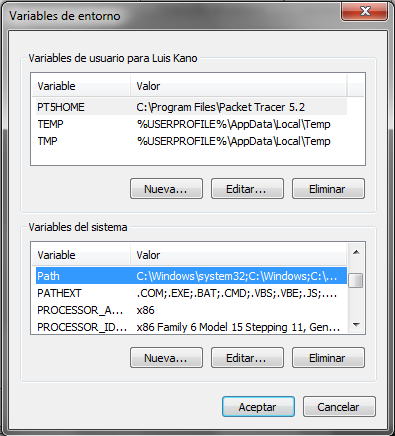 Variables de entorno
Variables de usuario para Luis Kano
Variable Valor
PT5HOME C:\Program Files\Packet Tracer 5.2
TEMP %USERPROFILE%\AppData\Local\Temp
TMP %USERPROFILE%\AppData\Local\Temp
Nueva... Editar... Eliminar
Variables del sistema
Variable Valor
Path C:\Windows\system32;C:\Windows;C:\...
PATHEXT .COM;.EXE;.BAT;.CMD;.VBS;.VBE;.JS;....
PROCESSOR_A... x86
PROCESSOR_ID... x86 Family 6 Model 15 Stepping 11, Gen...
Nueva... Editar... Eliminar
Aceptar Cancelar